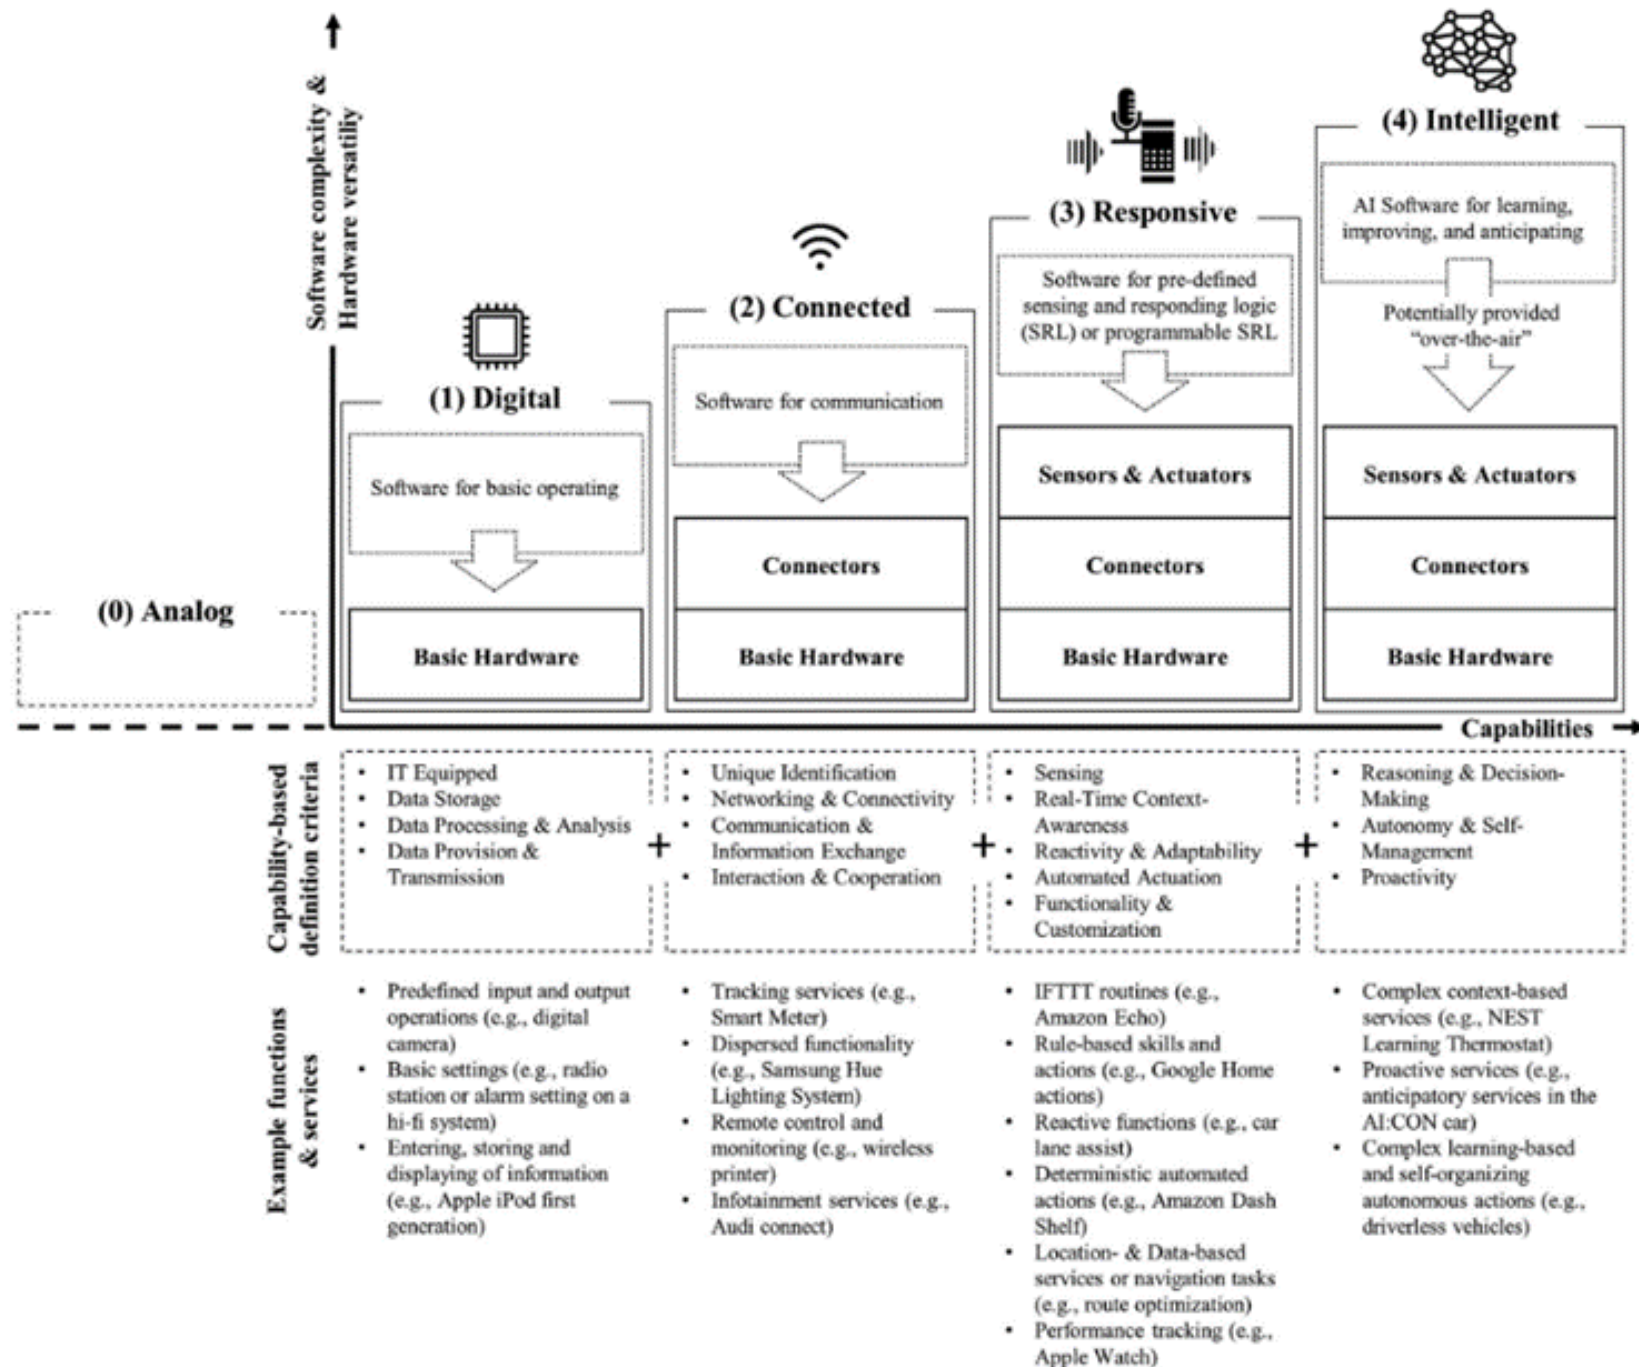 Software complexity &
Hardware versatiliy
(4) Intelligent
AI Software for learning,
improving, and anticipating
Potentially provided
“over-the-air”
Sensors & Actuators
Connectors
Basic Hardware
(3) Responsive
Software for pre-defined
sensing and responding logic
(SRL) or programmable SRL
Sensors & Actuators
Connectors
Basic Hardware
(2) Connected
Software for communication
Connectors
Basic Hardware
(1) Digital
Software for basic operating
Basic Hardware
(0) Analog
Capabilities
Capability-based
definition criteria
• IT Equipped
• Data Storage
• Data Processing & Analysis
• Data Provision &
Transmission
+
• Unique Identification
• Networking & Connectivity
• Communication &
Information Exchange
• Interaction & Cooperation
+
• Sensing
• Real-Time Context-
Awareness
• Reactivity & Adaptability
• Automated Actuation
• Functionality &
Customization
+
• Reasoning & Decision-
Making
• Autonomy & Self-
Management
• Proactivity
Example functions
& services
• Predefined input and output
operations (e.g., digital
camera)
• Basic settings (e.g., radio
station or alarm setting on a
hi-fi system)
• Entering, storing and
displaying of information
(e.g., Apple iPod first
generation)
• Tracking services (e.g.,
Smart Meter)
• Dispersed functionality
(e.g., Samsung Hue
Lighting System)
• Remote control and
monitoring (e.g., wireless
printer)
• Infotainment services (e.g.,
Audi connect)
• IFTTT routines (e.g.,
Amazon Echo)
• Rule-based skills and
actions (e.g., Google Home
actions)
• Reactive functions (e.g., car
lane assist)
• Deterministic automated
actions (e.g., Amazon Dash
Shelf)
• Location- & Data-based
services or navigation tasks
(e.g., route optimization)
• Performance tracking (e.g.,
Apple Watch)
• Complex context-based
services (e.g., NEST
Learning Thermostat)
• Proactive services (e.g.,
anticipatory services in the
AI:CON car)
• Complex learning-based
and self-organizing
autonomous actions (e.g.,
driverless vehicles)